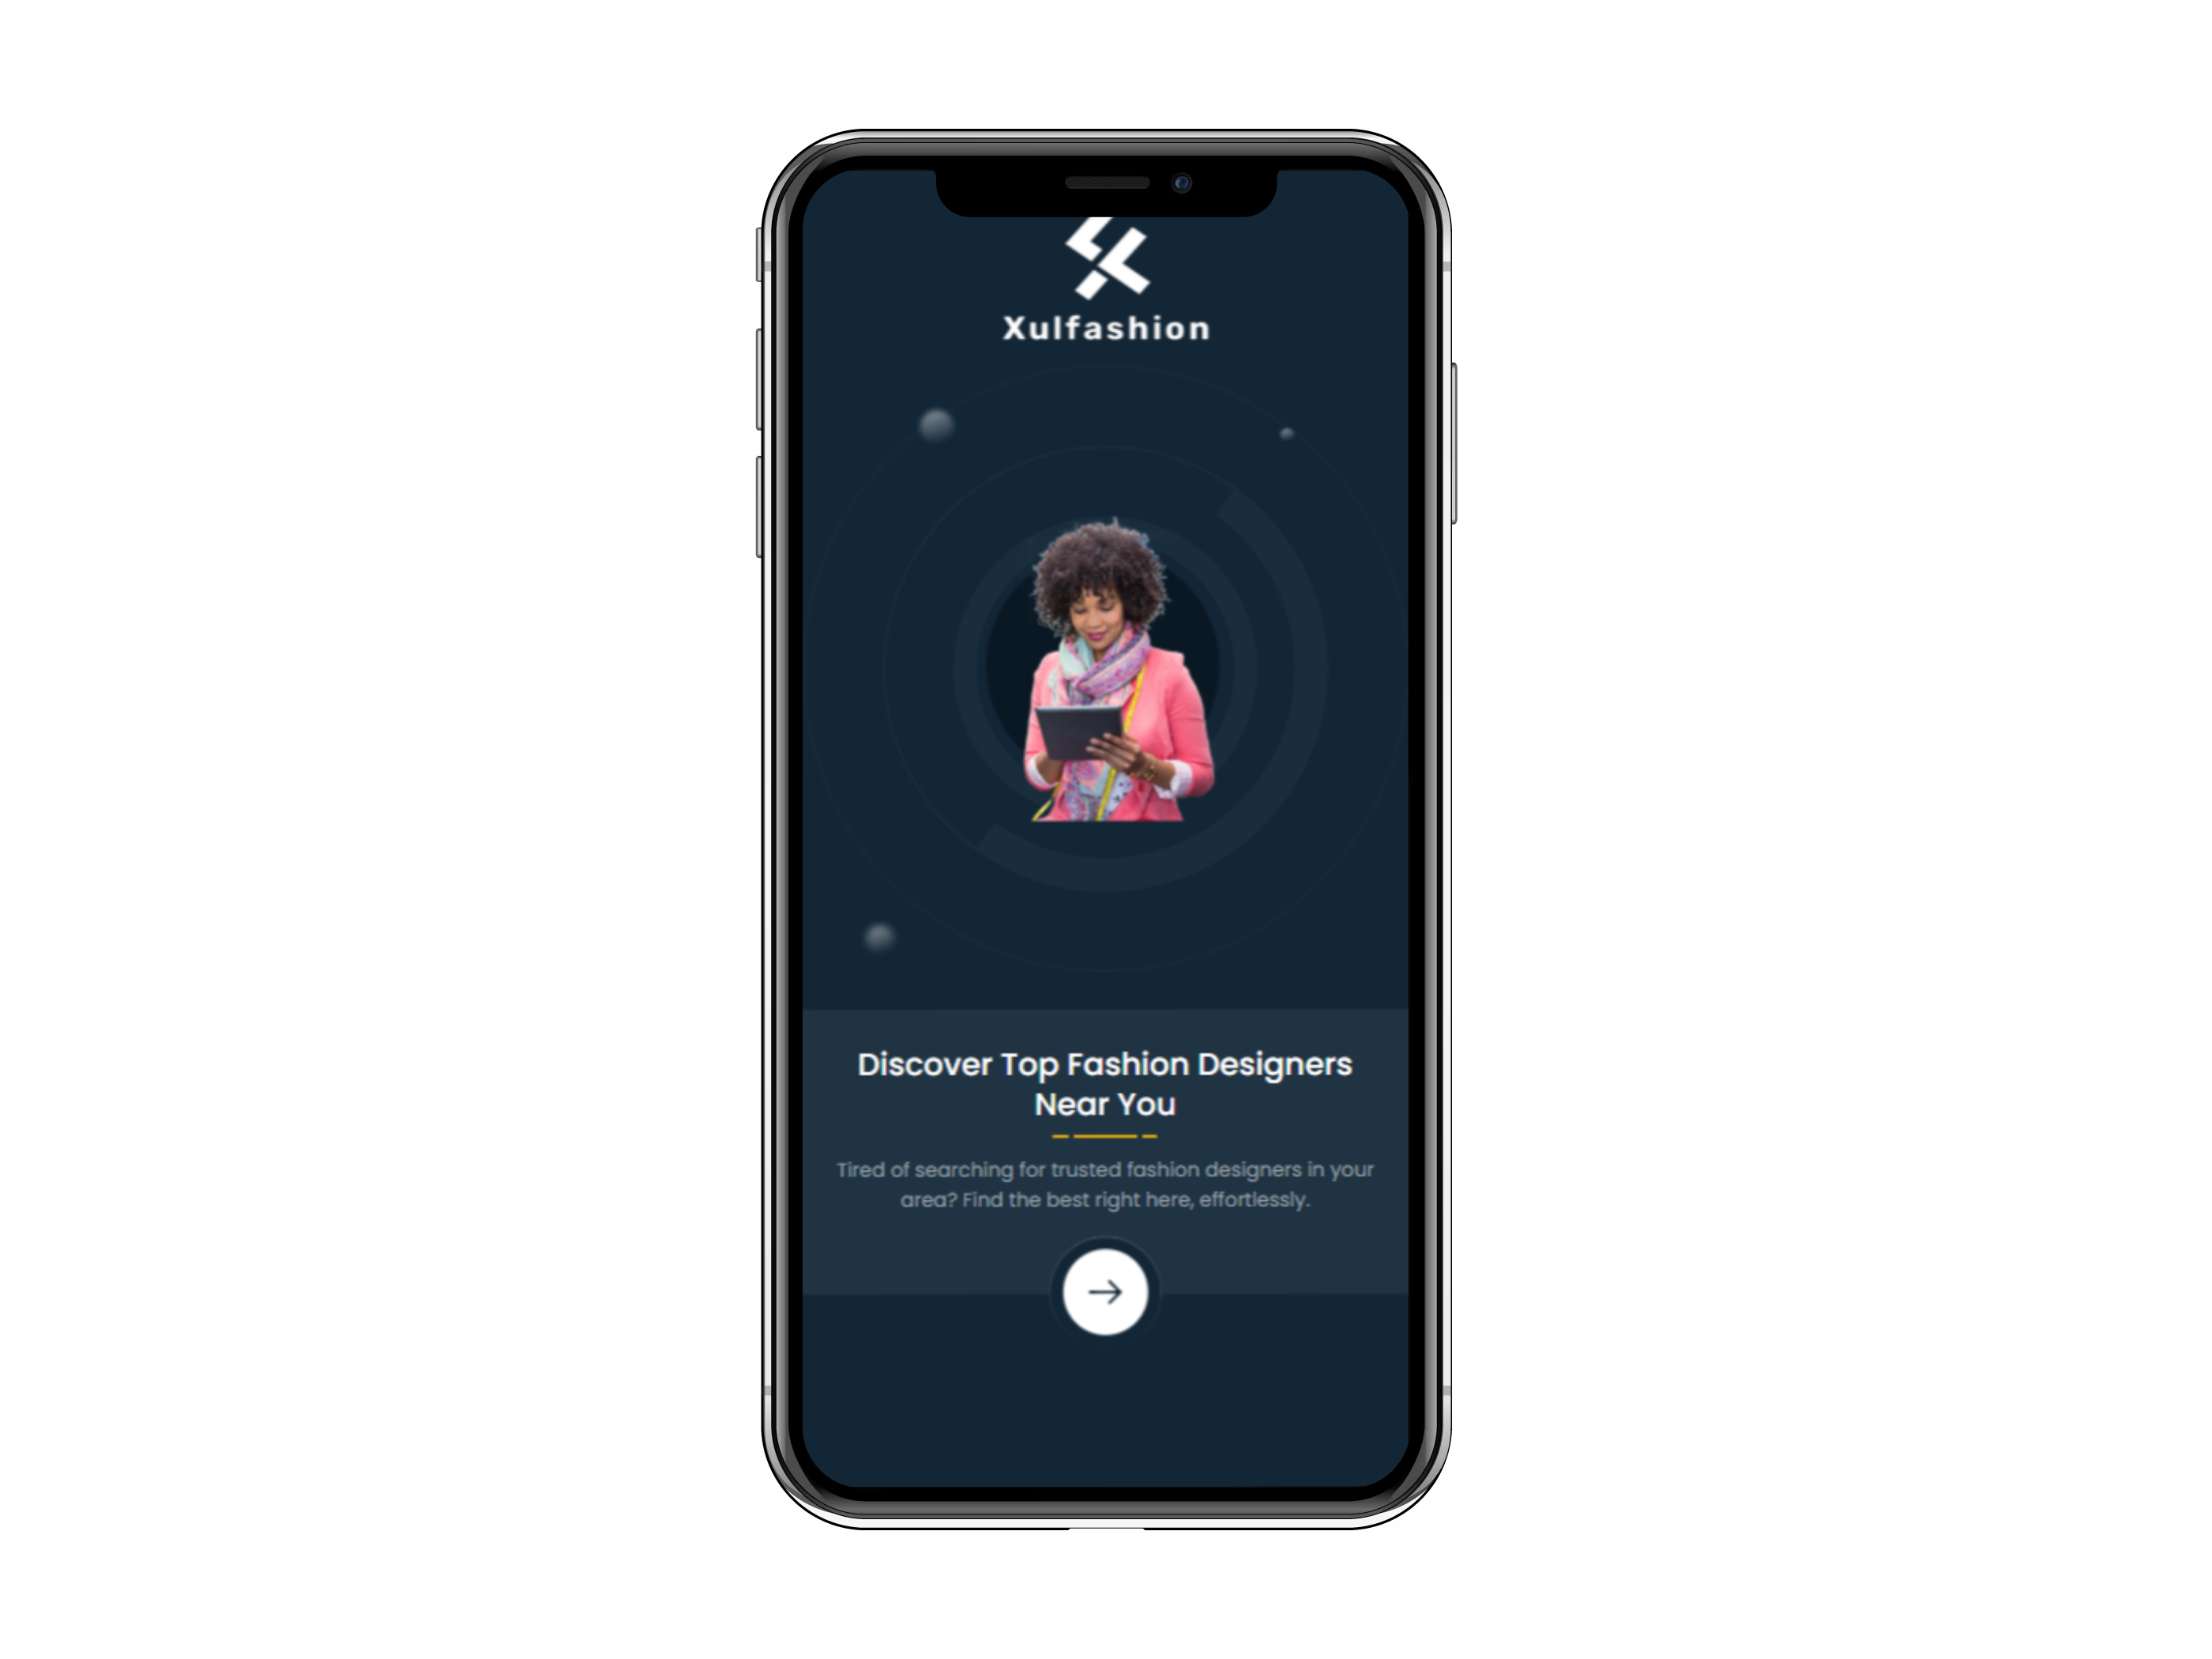 Xulfashion
Discover Top Fashion Designers
Near You
Tired of searching for trusted fashion designers in your
area? Find the best right here, effortlessly.